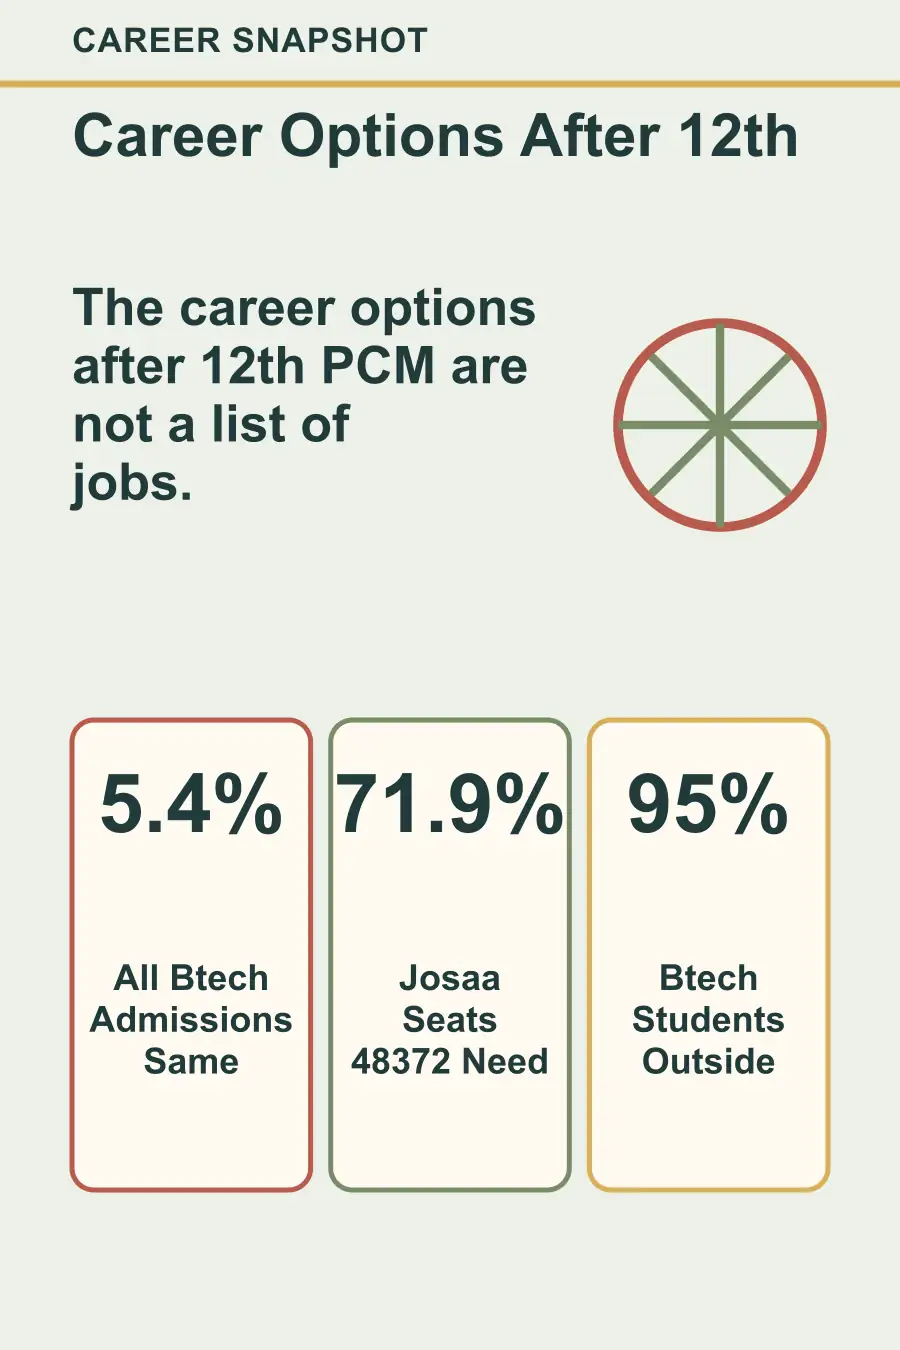 CAREER SNAPSHOT
Career Options After 12th
The career options
after 12th PCM are
not a list of
jobs.
5.4%
All Btech
Admissions
Same
71.9%
Josaa
Seats
48372 Need
95%
Btech
Students
Outside